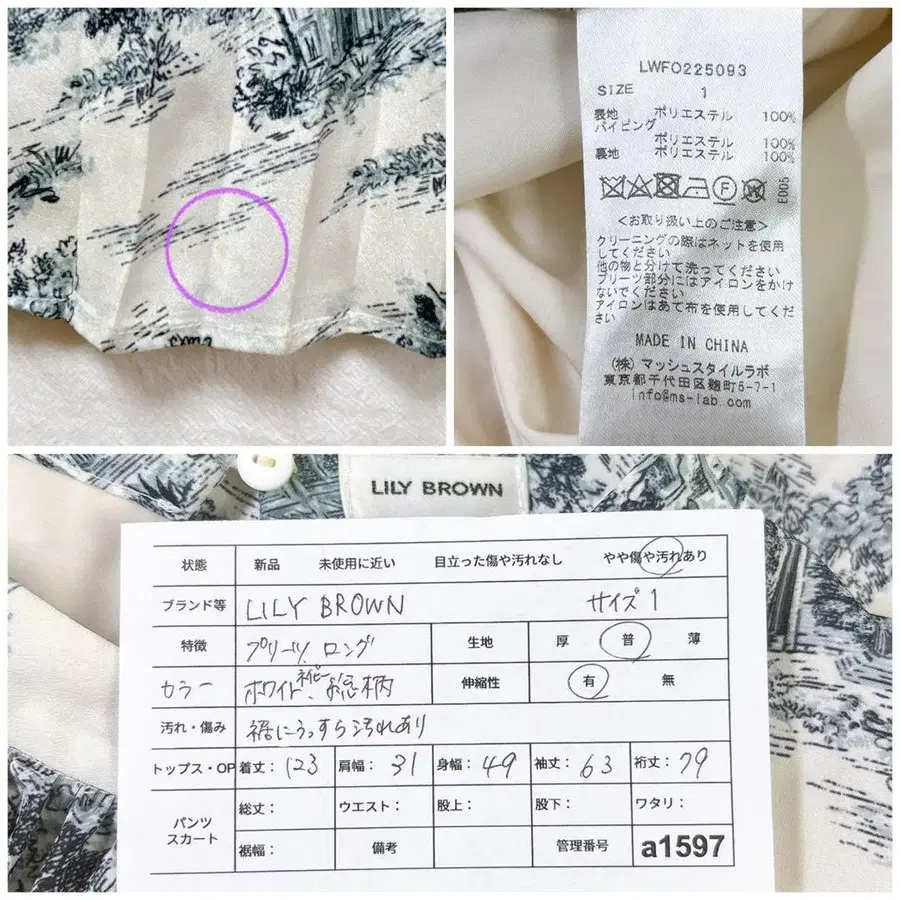 LWFO225093
SIZE 1
表地 ポリエステル 100%
パイピング
ポリエステル 100%
裏地 ポリエステル 100%
E005
<お取り扱い上のご注意>
クリーニングの際はネットを使用
してください
他の物と分けて洗ってください
プリーツ部分にはアイロンをかけ
ないでください
アイロンはあて布を使用してくだ
さい
MADE IN CHINA
(株)マッシュスタイルラボ
東京都千代田区麹町5-7-1
info@ms-lab.com
LILY BROWN
状態 新品 未使用に近い 目立った傷や汚れなし やや傷や汚れあり
ブランド等 LILY BROWN サイズ1
特徴 プリーツ、ロング 生地 厚 普 薄
カラー ホワイト 総柄 伸縮性 有 無
汚れ・傷み 裾にうっすら汚れあり
トップス・OP 着丈: 123 肩幅: 31 身幅: 49 袖丈: 63 裄丈: 79
パンツ
スカート
総丈: ウエスト: 股上: 股下: ワタリ:
裾幅: 備考 管理番号 a1597